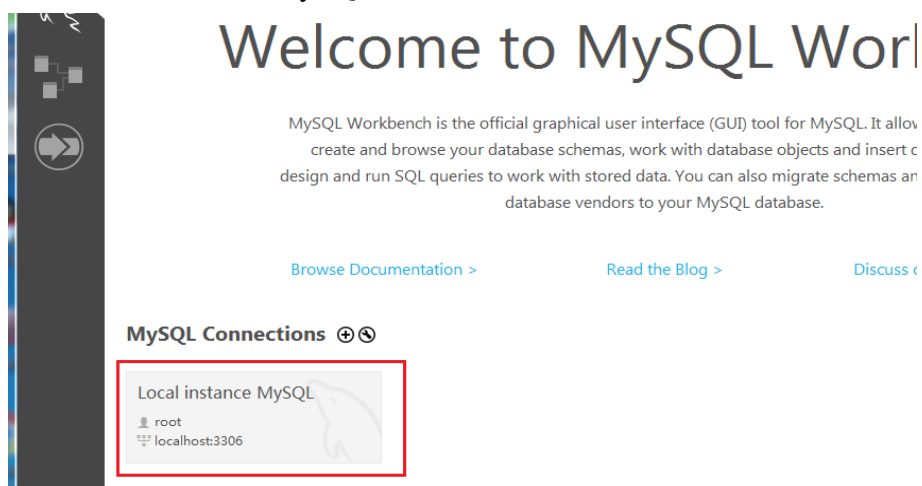 Welcome to MySQL
MySQL Workbench is the official graphical user interface (GUI) tool for MySQL. It
create and browse your database schemas, work with database objects and insert
design and run SQL queries to work with stored data. You can also migrate schemas
database vendors to your MySQL database.
Browse Documentation > Read the Blog > Discuss
MySQL Connections
Local instance MySQL
root
localhost:3306